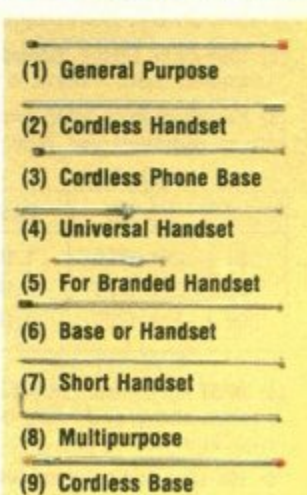 (1) General Purpose
(2) Cordless Handset
(3) Cordless Phone Base
(4) Universal Handset
(5) For Branded Handset
(6) Base or Handset
(7) Short Handset
(8) Multipurpose
(9) Cordless Base